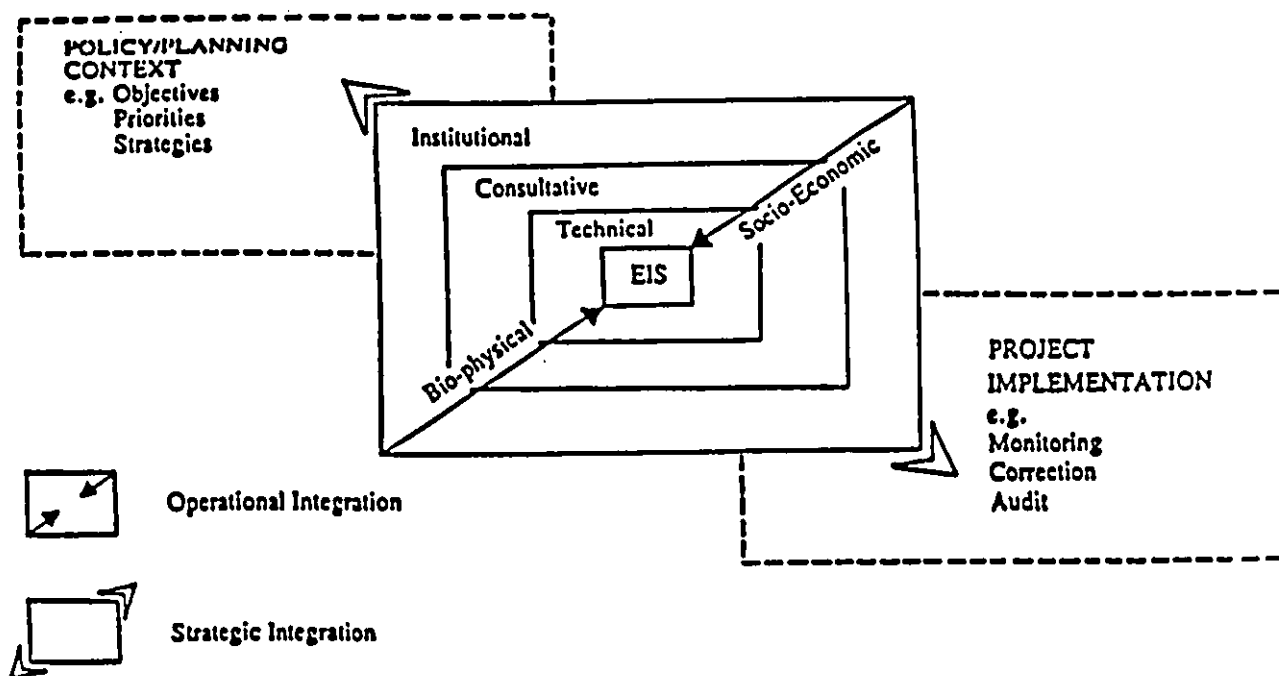 POLICY/PLANNING
CONTEXT
e.g. Objectives
Priorities
Strategies
Institutional
Consultative
Technical
EIS
Socio-Economic
Bio-physical
PROJECT
IMPLEMENTATION
e.g.
Monitoring
Correction
Audit
Operational Integration
Strategic Integration